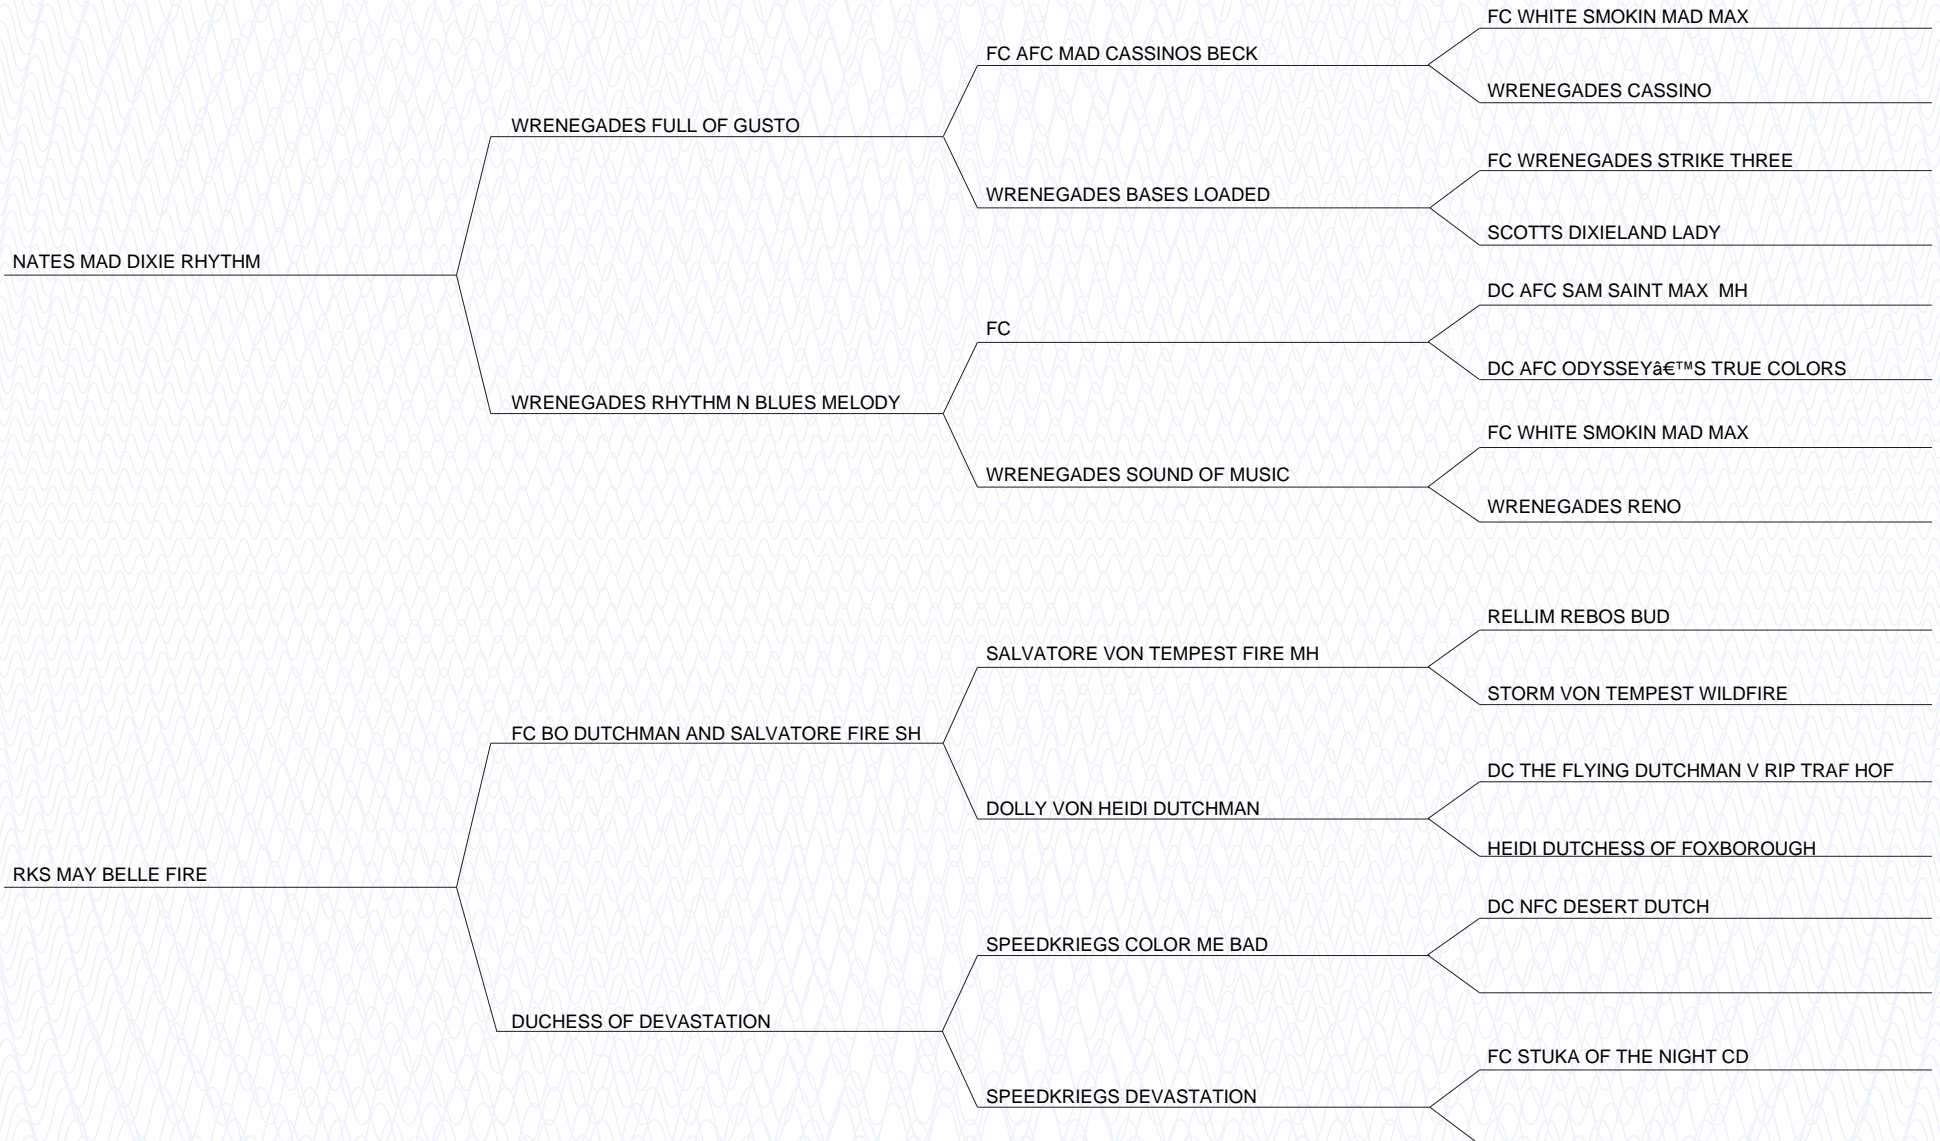 FC WHITE SMOKIN MAD MAX
FC AFC MAD CASSINOS BECK
WRENEGADES CASSINO
WRENEGADES FULL OF GUSTO
FC WRENEGADES STRIKE THREE
WRENEGADES BASES LOADED
SCOTTS DIXIELAND LADY
NATES MAD DIXIE RHYTHM
DC AFC SAM SAINT MAX  MH
FC
DC AFC ODYSSEYâ€™S TRUE COLORS
WRENEGADES RHYTHM N BLUES MELODY
FC WHITE SMOKIN MAD MAX
WRENEGADES SOUND OF MUSIC
WRENEGADES RENO
RELLIM REBOS BUD
SALVATORE VON TEMPEST FIRE MH
STORM VON TEMPEST WILDFIRE
FC BO DUTCHMAN AND SALVATORE FIRE SH
DC THE FLYING DUTCHMAN V RIP TRAF HOF
DOLLY VON HEIDI DUTCHMAN
HEIDI DUTCHESS OF FOXBOROUGH
RKS MAY BELLE FIRE
DC NFC DESERT DUTCH
SPEEDKRIEGS COLOR ME BAD
DUCHESS OF DEVASTATION
FC STUKA OF THE NIGHT CD
SPEEDKRIEGS DEVASTATION